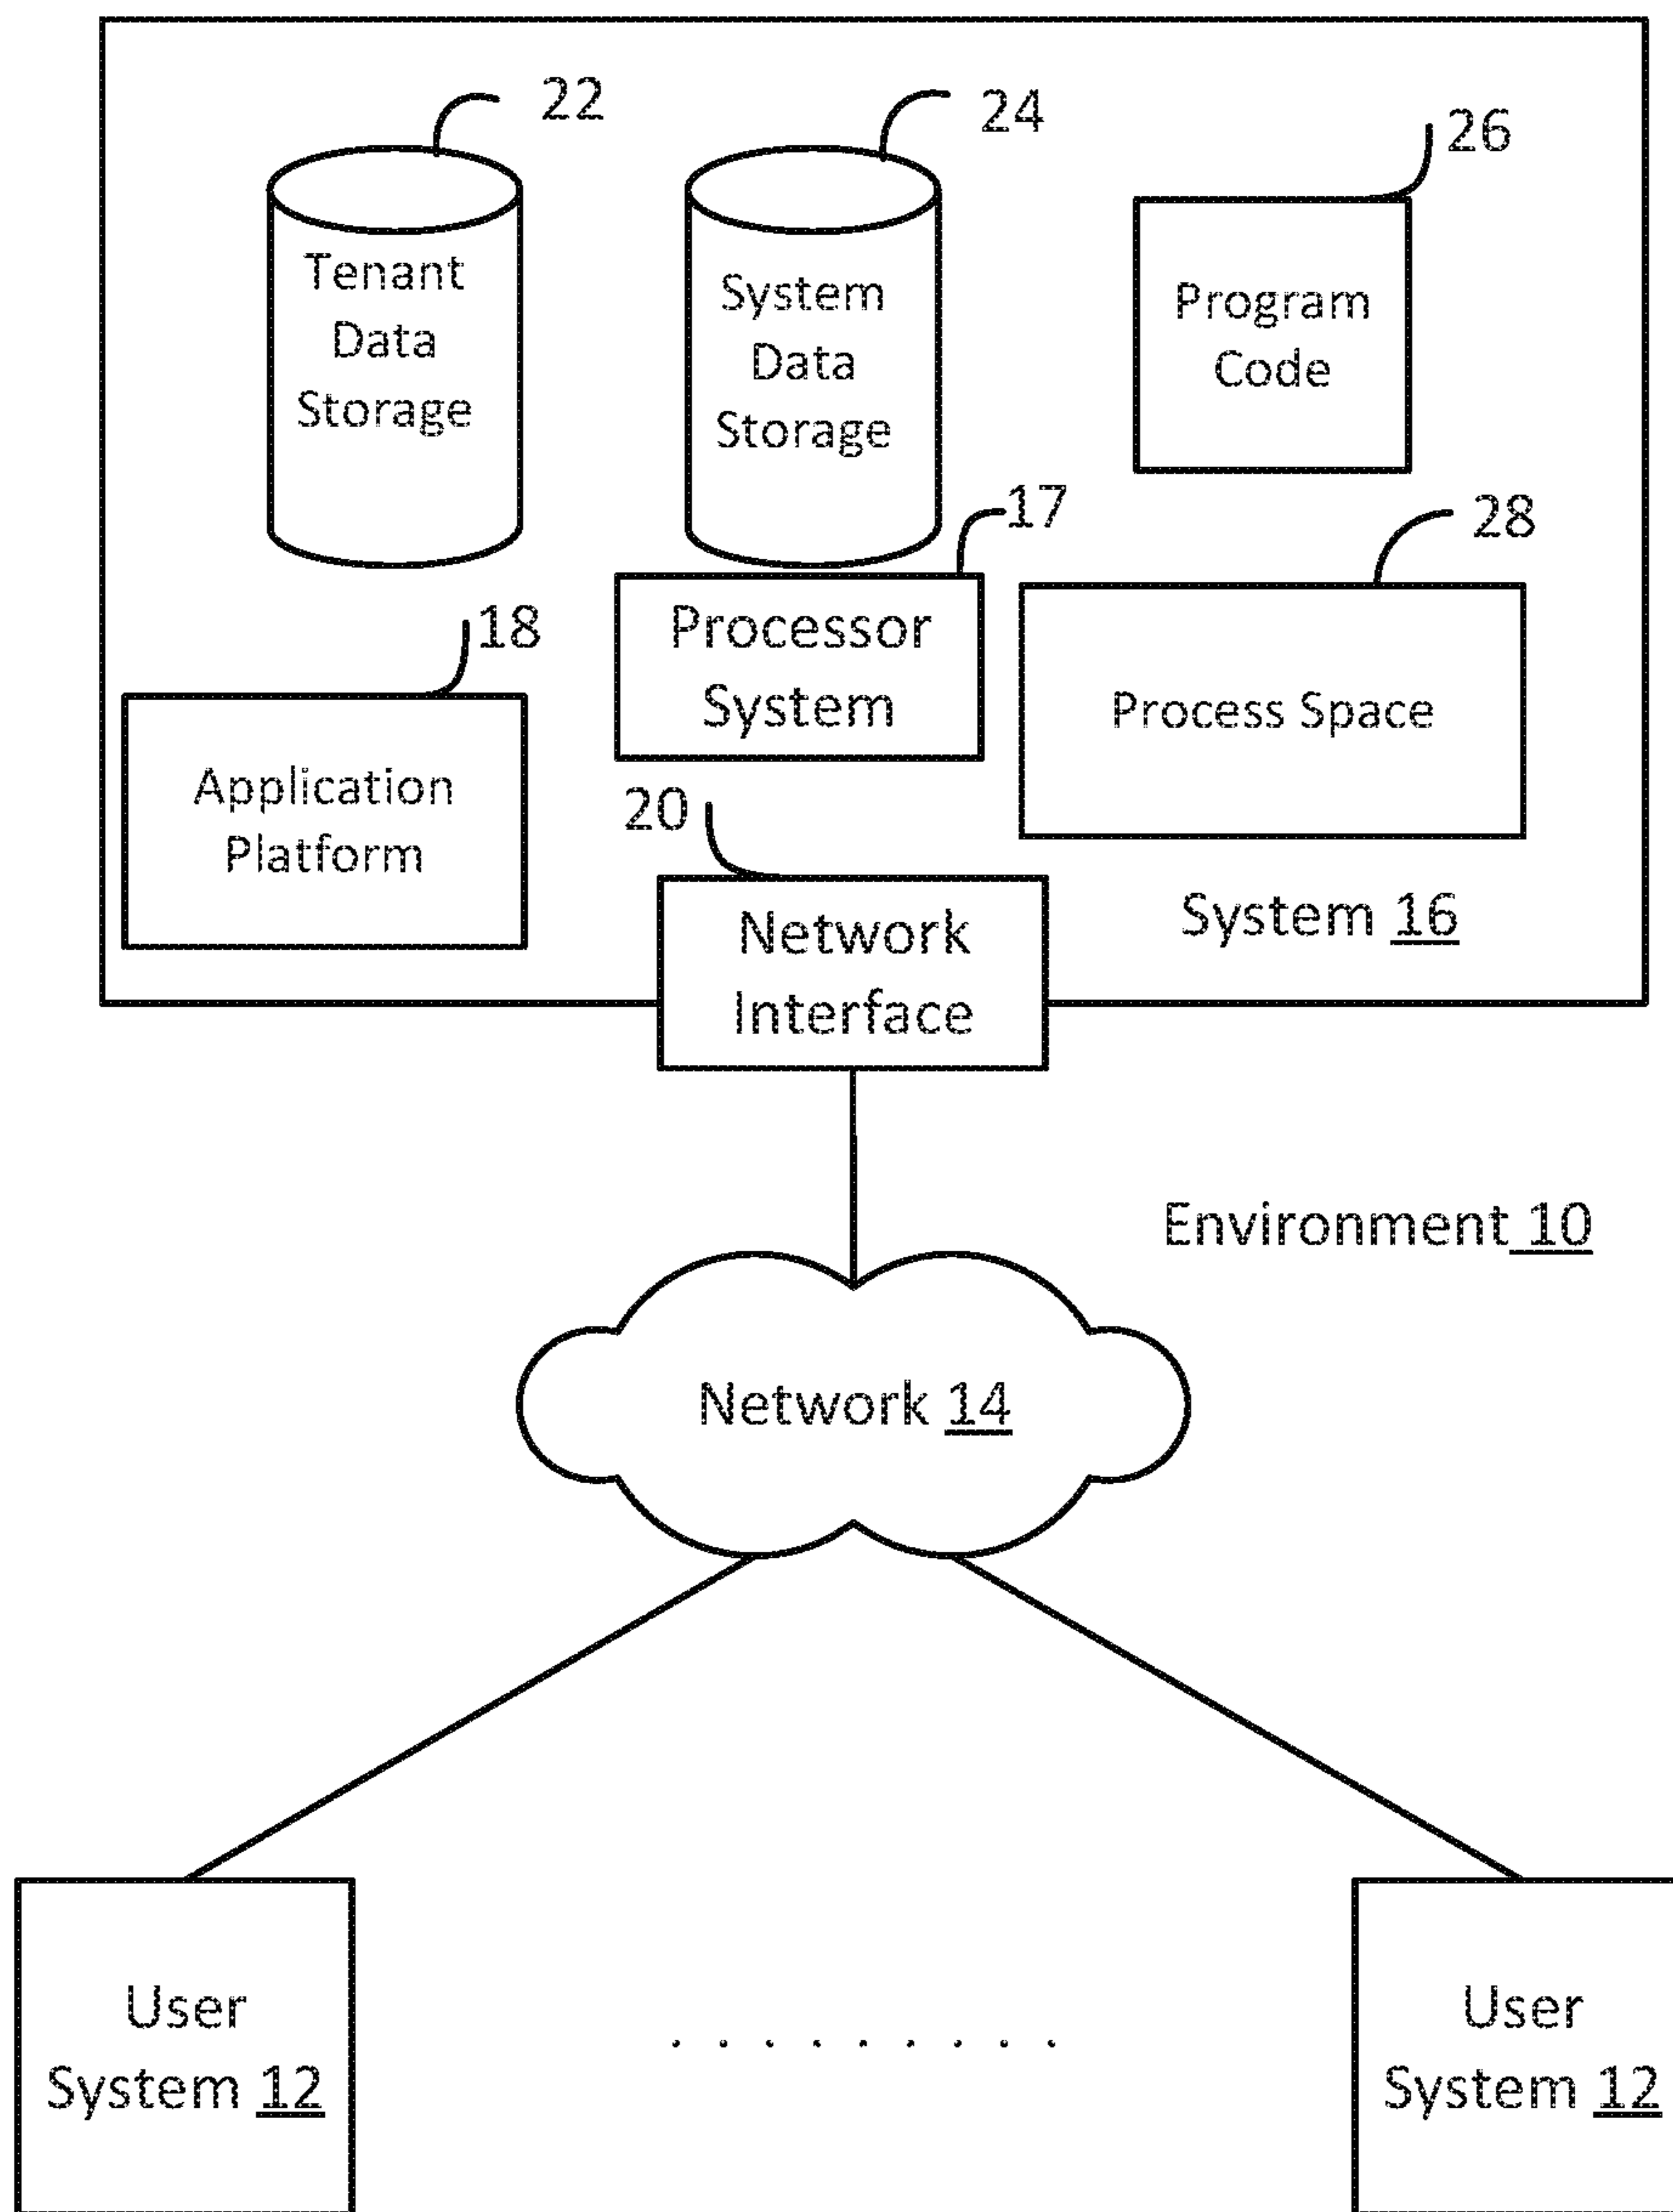 22
24
26
Tenant
Data
Storage
System
Data
Storage
Program
Code
17
28
18
Processor
System
Process Space
Application
Platform
20
Network
Interface
System 16
Environment 10
Network 14
User
System 12
. . . . . . . . .
User
System 12